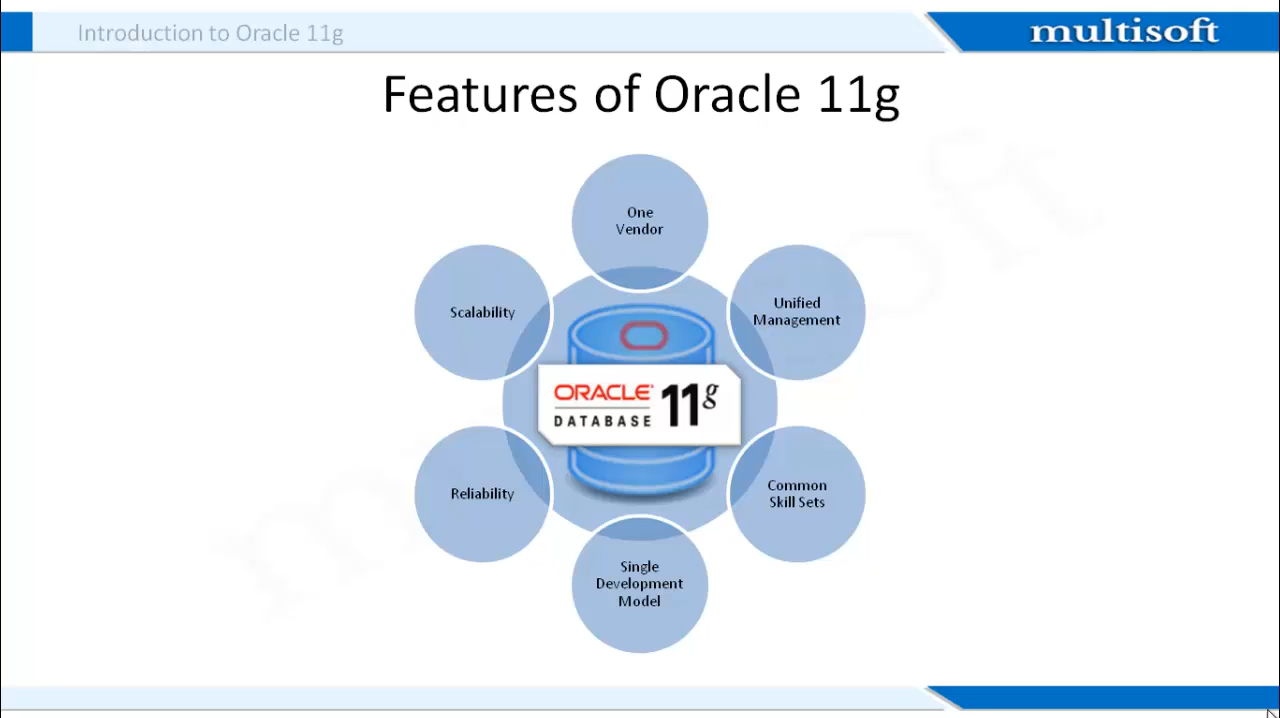 Introduction to Oracle 11g
multisoft
Features of Oracle 11g
One
Vendor
Unified
Management
Common
Skill Sets
Single
Development
Model
Reliability
Scalability
ORACLE
DATABASE
11g